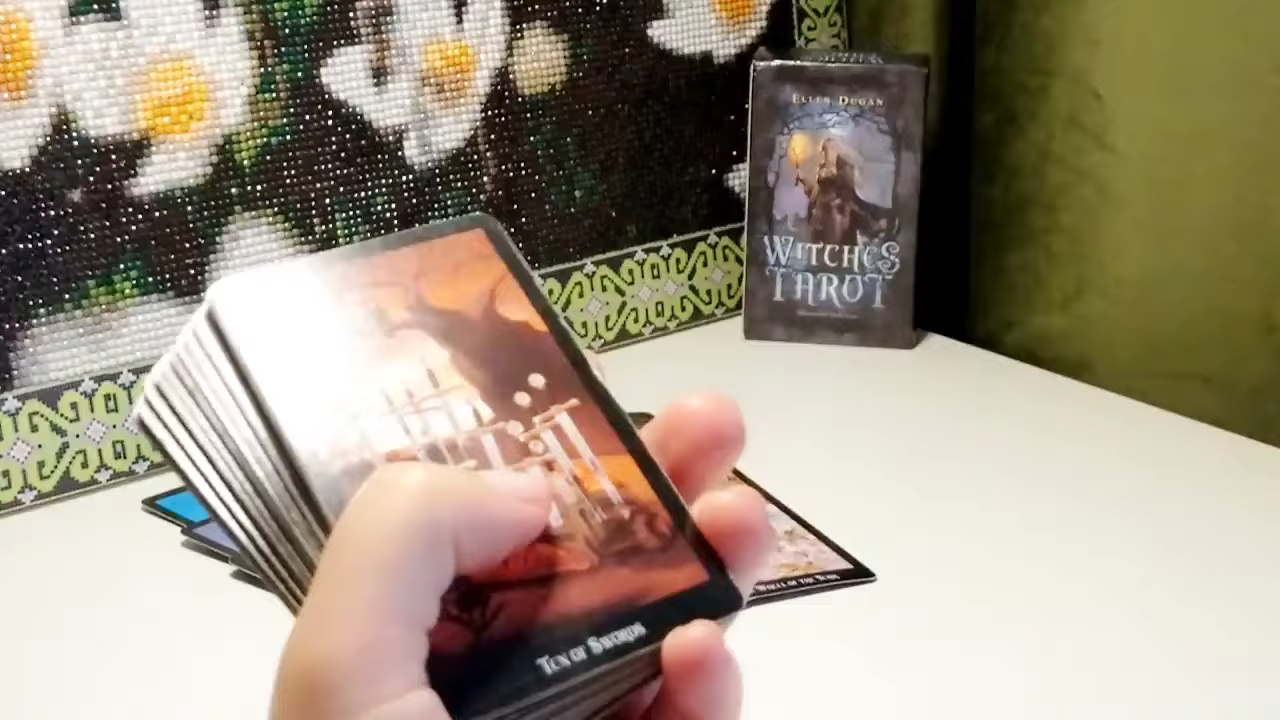 ELLEN DUGAN
WITCHES
TAROT
TEN OF SWORDS
WHEEL OF THE YEAR